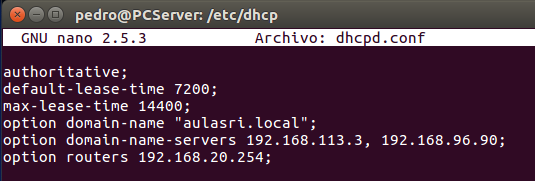 pedro@PCServer: /etc/dhcp
GNU nano 2.5.3 Archivo: dhcpd.conf
authoritative;
default-lease-time 7200;
max-lease-time 14400;
option domain-name "aulasri.local";
option domain-name-servers 192.168.113.3, 192.168.96.90;
option routers 192.168.20.254;